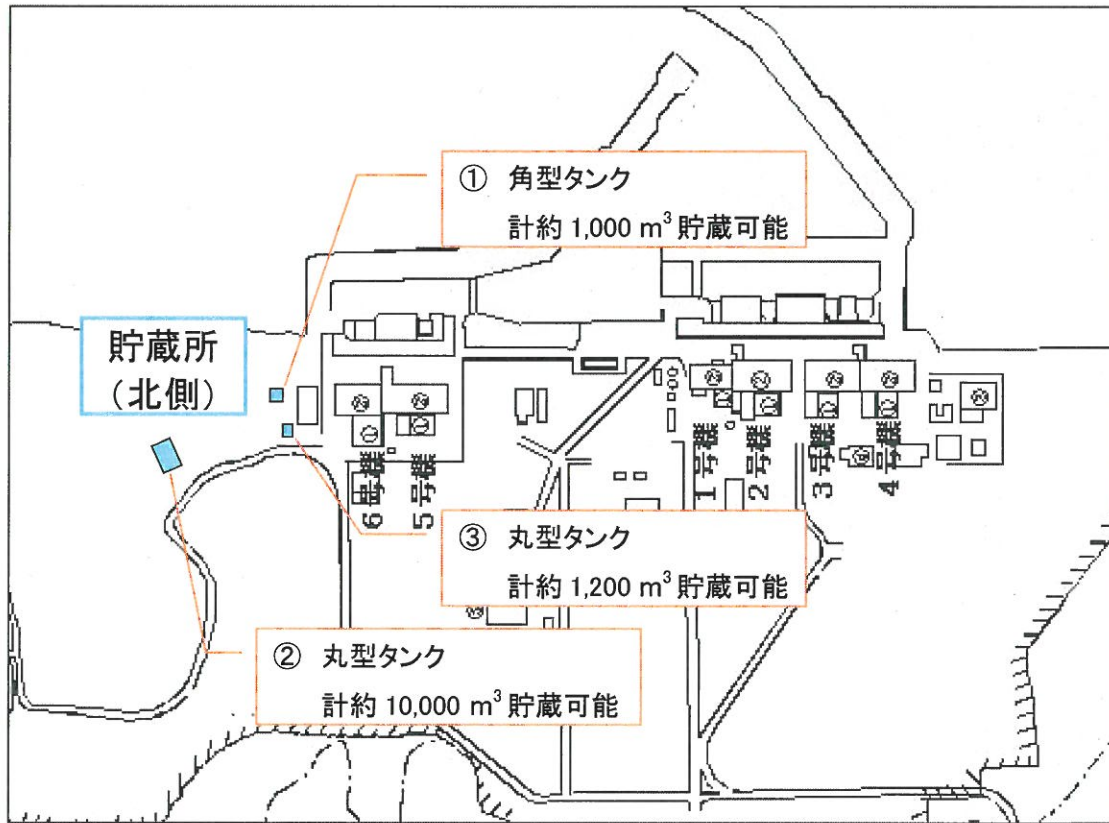 ① 角型タンク
計約 1,000 m³ 貯蔵可能
貯蔵所
(北側)
6号機
5号機
1号機
2号機
3号機
4号機
③ 丸型タンク
計約 1,200 m³ 貯蔵可能
② 丸型タンク
計約 10,000 m³ 貯蔵可能